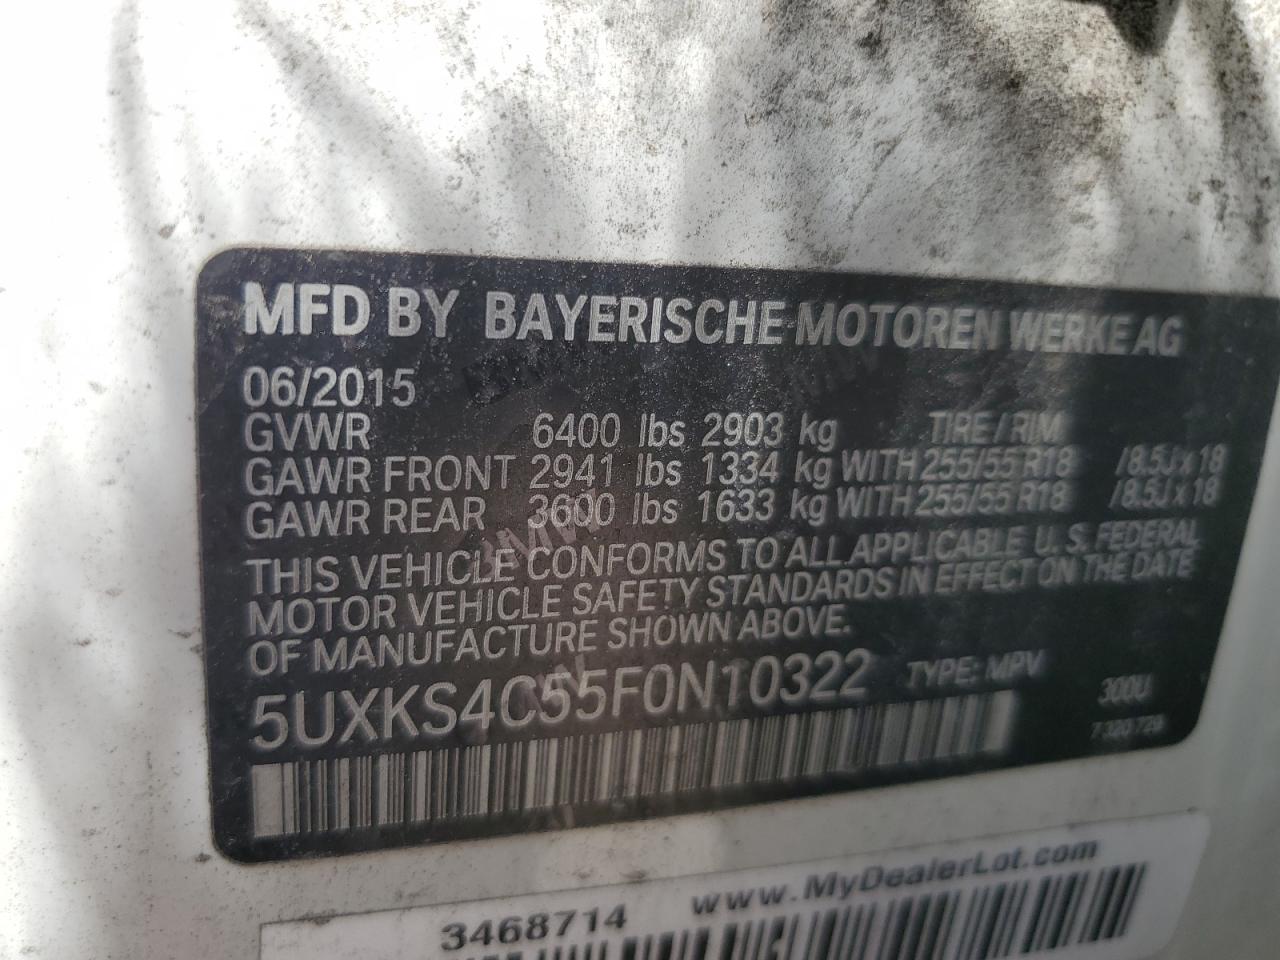 MFD BY BAYERISCHE MOTOREN WERKE AG
06/2015
GVWR 6400 lbs 2903 kg TIRE / RIM
GAWR FRONT 2941 lbs 1334 kg WITH 255/55 R18 /8.5J x 18
GAWR REAR 3600 lbs 1633 kg WITH 255/55 R18 /8.5J x 18
THIS VEHICLE CONFORMS TO ALL APPLICABLE U.S. FEDERAL
MOTOR VEHICLE SAFETY STANDARDS IN EFFECT ON THE DATE
OF MANUFACTURE SHOWN ABOVE.
5UXKS4C55F0N10322 TYPE: MPV
300U
7 320 729
www.MyDealerLot.com
3468714